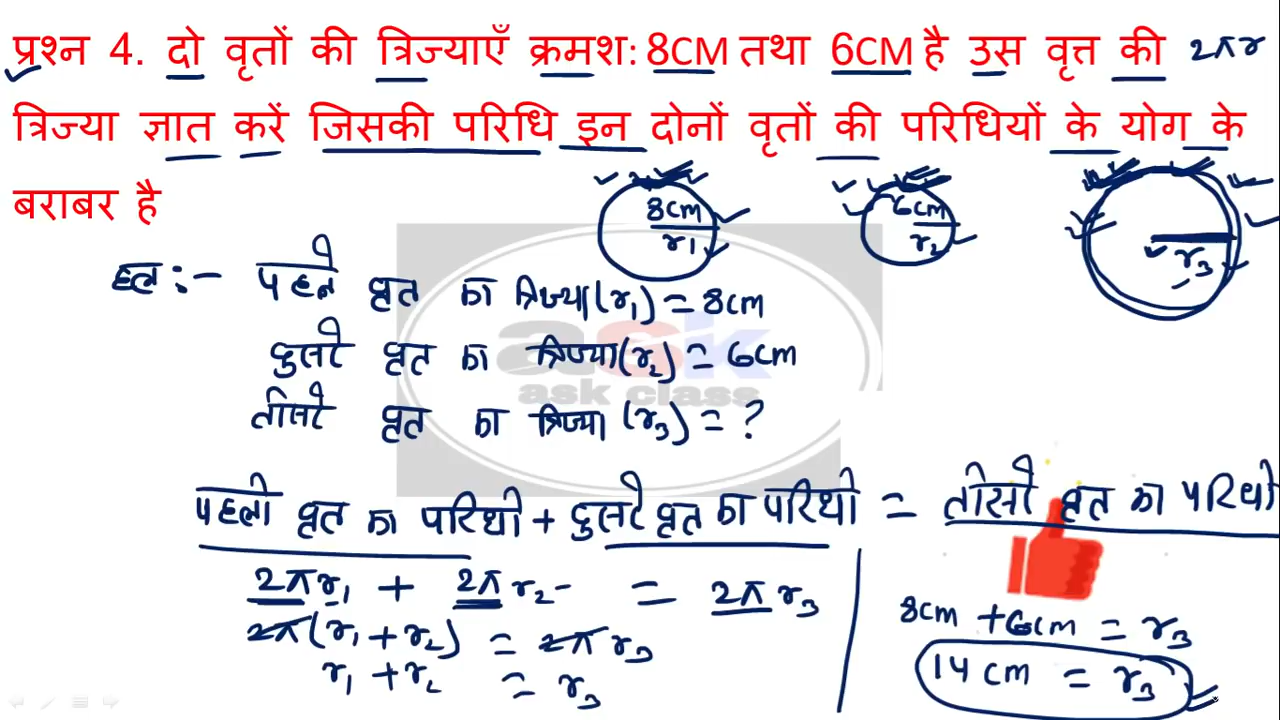 प्रश्न 4. दो वृतों की त्रिज्याएँ क्रमश: 8CM तथा 6CM है उस वृत्त की 2πr
त्रिज्या ज्ञात करें जिसकी परिधि इन दोनों वृतों की परिधियों के योग के
बराबर है
8cm
r₁
6cm
r₂
r₃
हल :- पहले वृत का त्रिज्या (r₁) = 8cm
दुसरे वृत का त्रिज्या (r₂) = 6cm
तीसरे वृत का त्रिज्या (r₃) = ?
ask
ask class
पहली वृत का परिधी + दुसरी वृत का परिधी = तीसरी वृत का परिधी
2πr₁ + 2πr₂ = 2πr₃
2π(r₁ + r₂) = 2πr₃
r₁ + r₂ = r₃
8cm + 6cm = r₃
14 cm = r₃